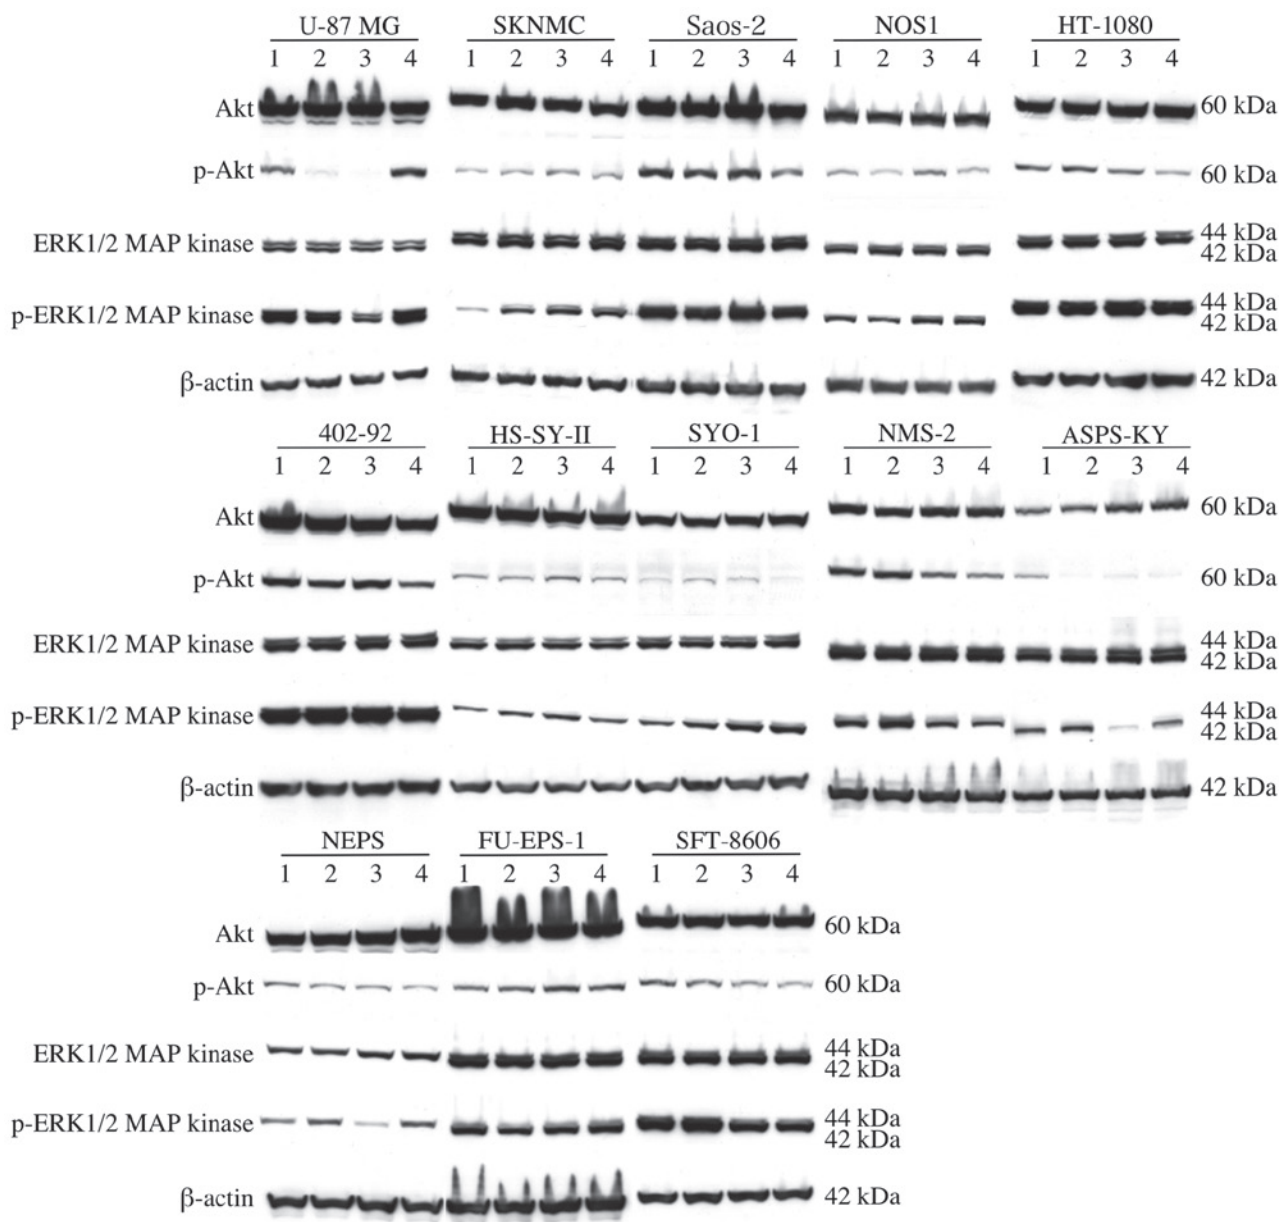 U-87 MG SKNMC Saos-2 NOS1 HT-1080
1 2 3 4 1 2 3 4 1 2 3 4 1 2 3 4 1 2 3 4
Akt 60 kDa
p-Akt 60 kDa
44 kDa
ERK1/2 MAP kinase
42 kDa
44 kDa
p-ERK1/2 MAP kinase
42 kDa
β-actin 42 kDa
402-92 HS-SY-II SYO-1 NMS-2 ASPS-KY
1 2 3 4 1 2 3 4 1 2 3 4 1 2 3 4 1 2 3 4
Akt 60 kDa
p-Akt 60 kDa
44 kDa
ERK1/2 MAP kinase
42 kDa
44 kDa
p-ERK1/2 MAP kinase
42 kDa
β-actin 42 kDa
NEPS FU-EPS-1 SFT-8606
1 2 3 4 1 2 3 4 1 2 3 4
Akt 60 kDa
p-Akt 60 kDa
44 kDa
ERK1/2 MAP kinase
42 kDa
44 kDa
p-ERK1/2 MAP kinase
42 kDa
β-actin 42 kDa